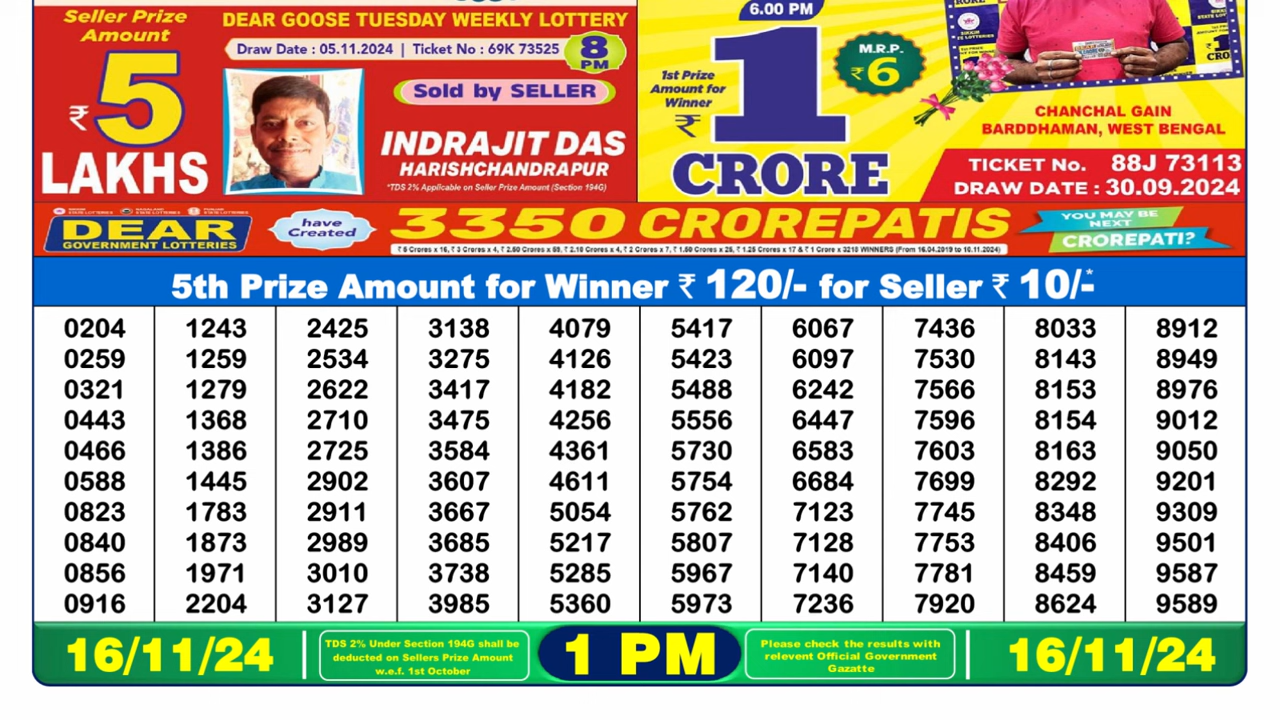 Seller Prize
Amount
₹ 5
LAKHS
DEAR GOOSE TUESDAY WEEKLY LOTTERY
Draw Date : 05.11.2024 | Ticket No : 69K 73525
8
PM
Sold by SELLER
INDRAJIT DAS
HARISHCHANDRAPUR
*TDS 2% Applicable on Seller Prize Amount (Section 194G)
6.00 PM
M.R.P.
₹6
1st Prize
Amount for
Winner
₹ 1
CRORE
CHANCHAL GAIN
BARDDHAMAN, WEST BENGAL
TICKET No. 88J 73113
DRAW DATE : 30.09.2024
DEAR
GOVERNMENT LOTTERIES
have
Created
3350 CROREPATIS
YOU MAY BE
NEXT
CROREPATI?
5th Prize Amount for Winner ₹ 120/- for Seller ₹ 10/-*
0204 1243 2425 3138 4079 5417 6067 7436 8033 8912
0259 1259 2534 3275 4126 5423 6097 7530 8143 8949
0321 1279 2622 3417 4182 5488 6242 7566 8153 8976
0443 1368 2710 3475 4256 5556 6447 7596 8154 9012
0466 1386 2725 3584 4361 5730 6583 7603 8163 9050
0588 1445 2902 3607 4611 5754 6684 7699 8292 9201
0823 1783 2911 3667 5054 5762 7123 7745 8348 9309
0840 1873 2989 3685 5217 5807 7128 7753 8406 9501
0856 1971 3010 3738 5285 5967 7140 7781 8459 9587
0916 2204 3127 3985 5360 5973 7236 7920 8624 9589
16/11/24
TDS 2% Under Section 194G shall be
deducted on Sellers Prize Amount
w.e.f. 1st October
1 PM
Please check the results with
relevent Official Government
Gazatte
16/11/24